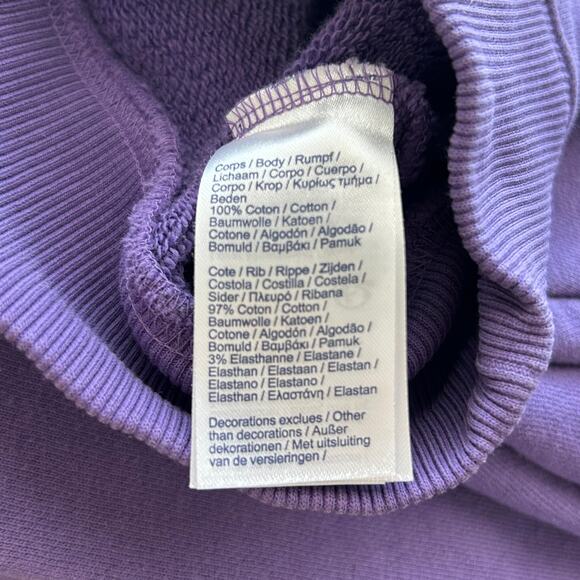 Corps / Body / Rumpf /
Lichaam / Corpo / Cuerpo /
Corpo / Krop / Κυρίως τμήμα /
Beden
100% Coton / Cotton /
Baumwolle / Katoen /
Cotone / Algodón / Algodão /
Bomuld / Βαμβάκι / Pamuk
Cote / Rib / Rippe / Zijden /
Costola / Costilla / Costela /
Sider / Πλευρό / Ribana
97% Coton / Cotton /
Baumwolle / Katoen /
Cotone / Algodón / Algodão /
Bomuld / Βαμβάκι / Pamuk
3% Elasthanne / Elastane /
Elasthan / Elastaan / Elastan /
Elastano / Elastano /
Elasthan / Ελαστάνη / Elastan
Decorations exclues / Other
than decorations / Außer
dekorationen / Met uitsluiting
van de versieringen /